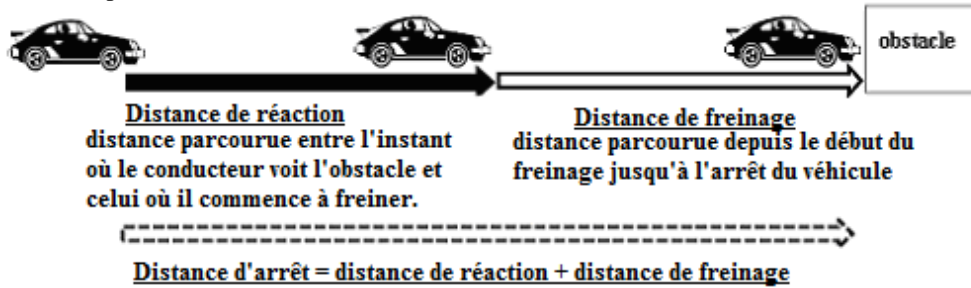 obstacle
Distance de réaction
distance parcourue entre l'instant
où le conducteur voit l'obstacle et
celui où il commence à freiner.
Distance de freinage
distance parcourue depuis le début du
freinage jusqu'à l'arrêt du véhicule
Distance d'arrêt = distance de réaction + distance de freinage